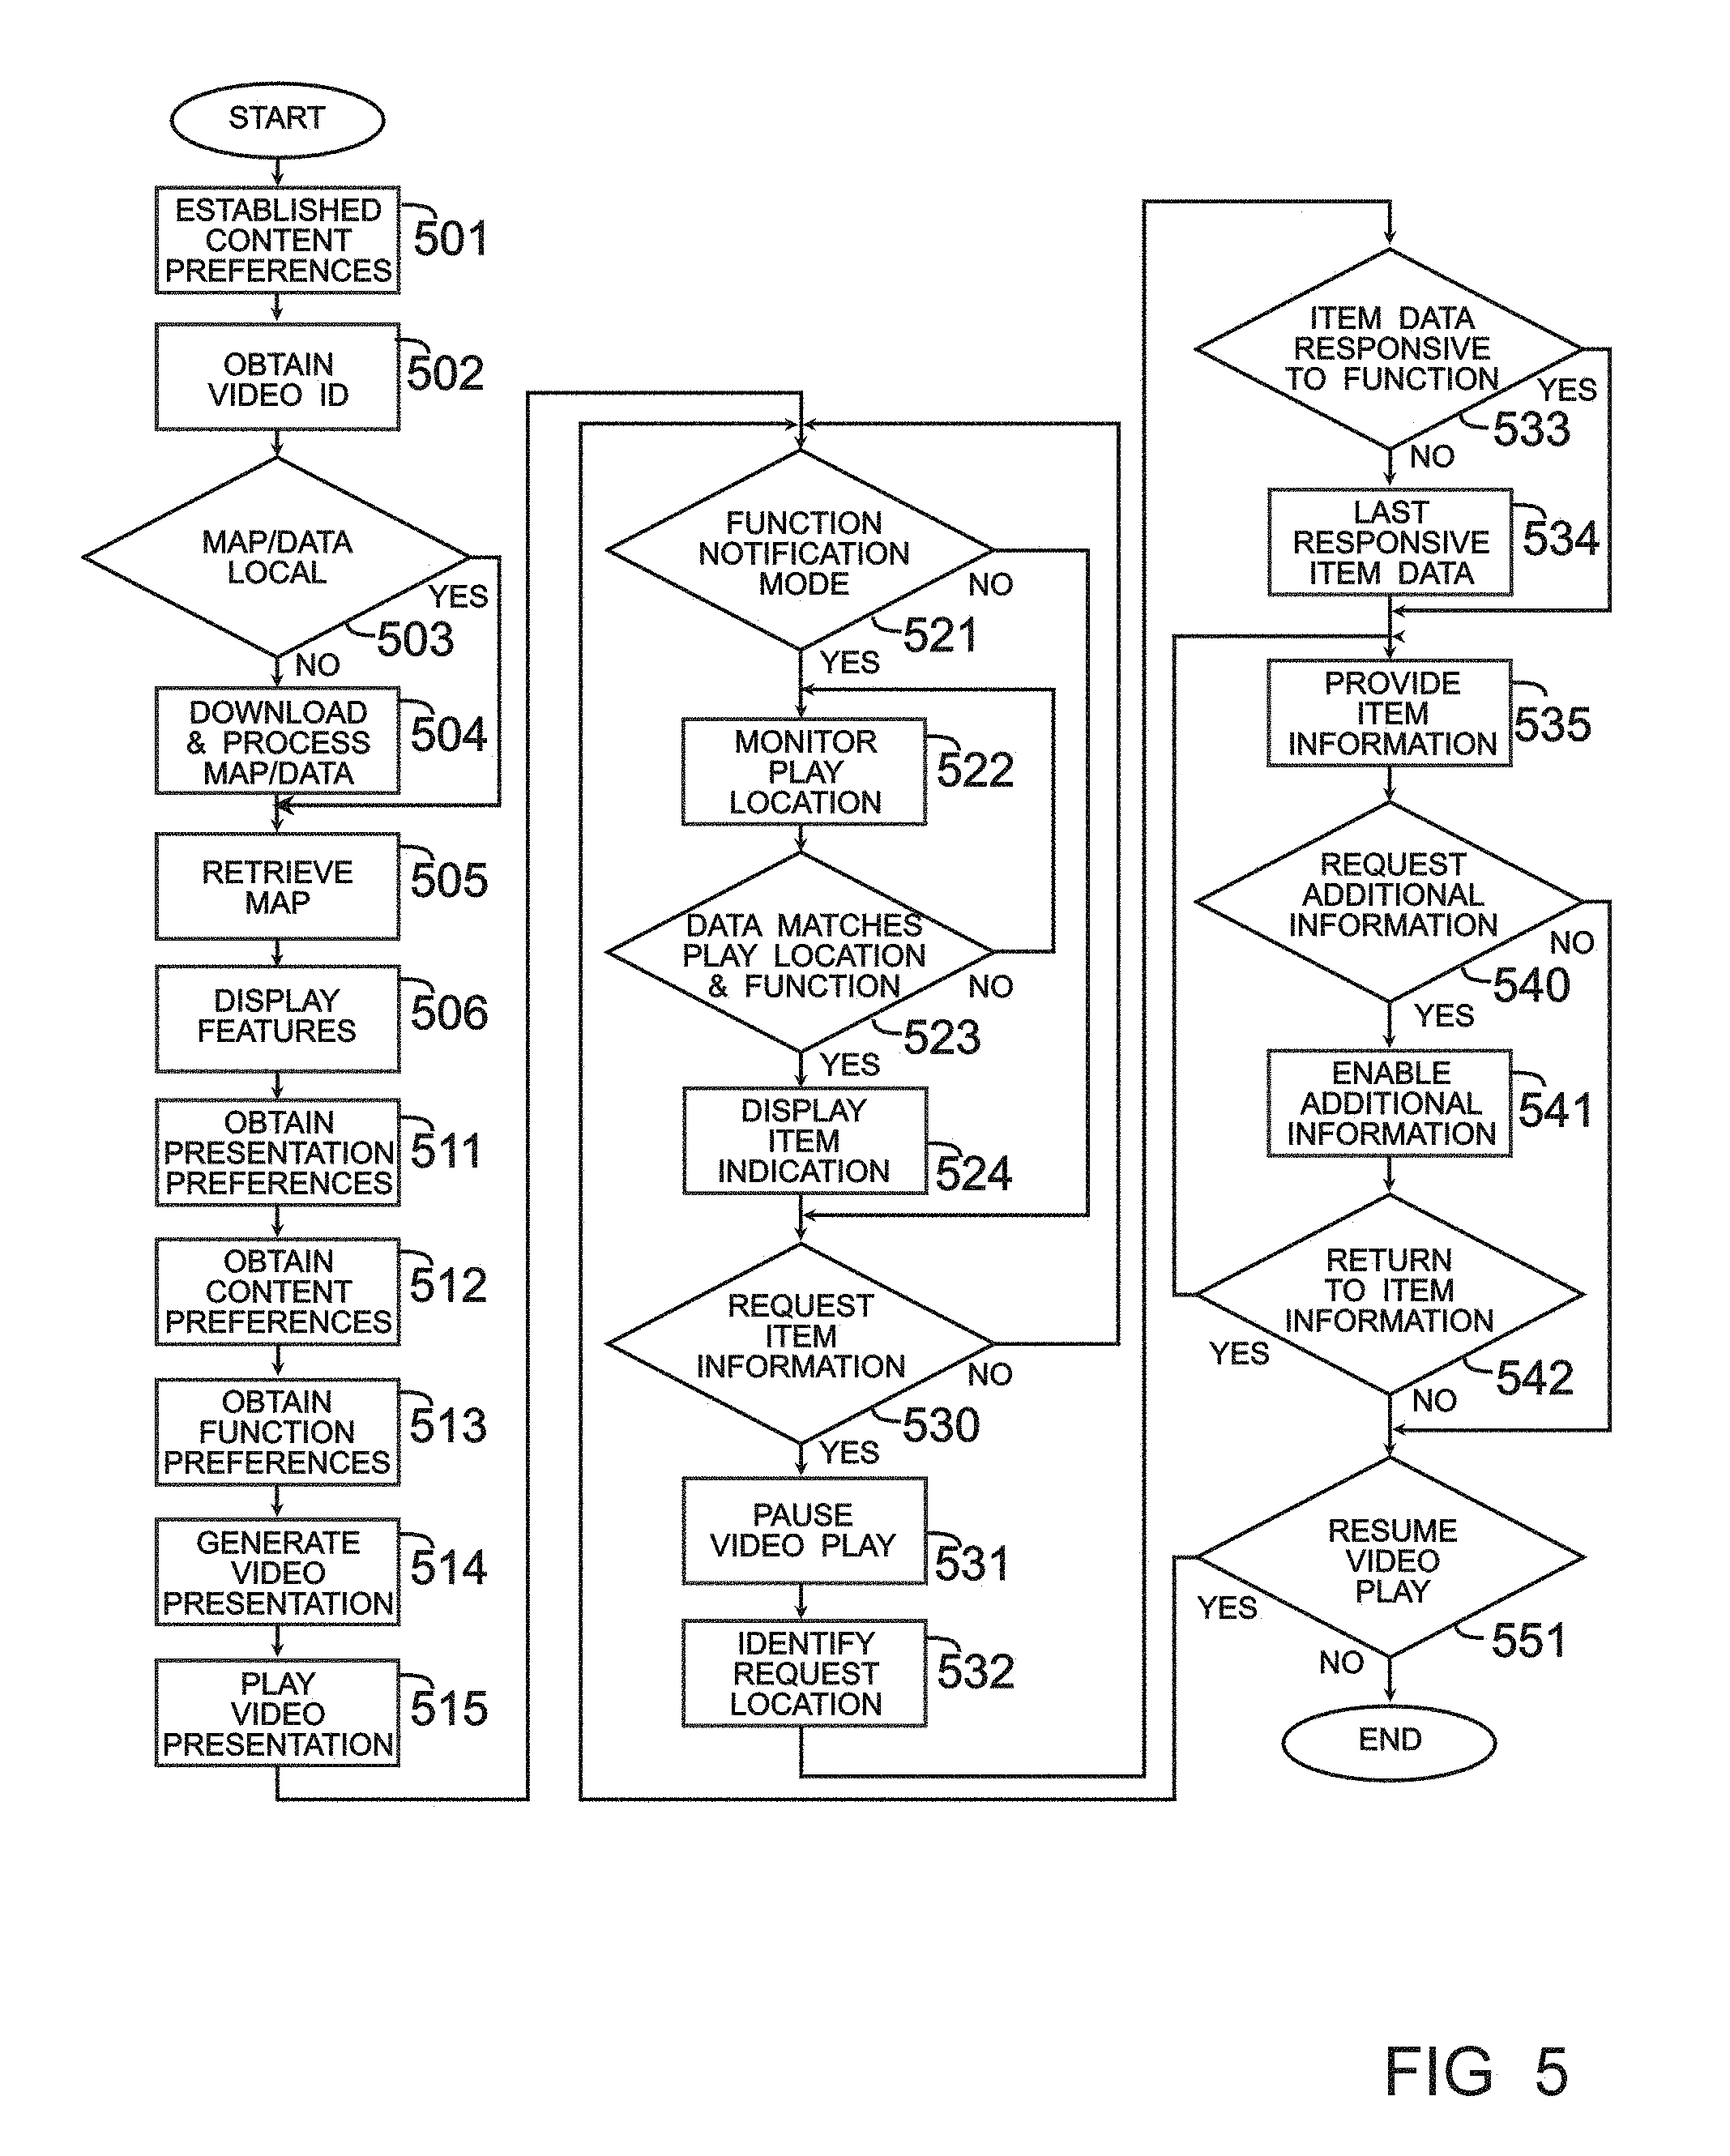 START
ESTABLISHED
CONTENT
PREFERENCES
501
OBTAIN
VIDEO ID
502
MAP/DATA
LOCAL
YES
503
NO
DOWNLOAD
& PROCESS
MAP/DATA
504
RETRIEVE
MAP
505
DISPLAY
FEATURES
506
OBTAIN
PRESENTATION
PREFERENCES
511
OBTAIN
CONTENT
PREFERENCES
512
OBTAIN
FUNCTION
PREFERENCES
513
GENERATE
VIDEO
PRESENTATION
514
PLAY
VIDEO
PRESENTATION
515
FUNCTION
NOTIFICATION
MODE
NO
521
YES
MONITOR
PLAY
LOCATION
522
DATA MATCHES
PLAY LOCATION
& FUNCTION
NO
523
YES
DISPLAY
ITEM
INDICATION
524
REQUEST
ITEM
INFORMATION
NO
530
YES
PAUSE
VIDEO PLAY
531
IDENTIFY
REQUEST
LOCATION
532
ITEM DATA
RESPONSIVE
TO FUNCTION
YES
533
NO
LAST
RESPONSIVE
ITEM DATA
534
PROVIDE
ITEM
INFORMATION
535
REQUEST
ADDITIONAL
INFORMATION
NO
540
YES
ENABLE
ADDITIONAL
INFORMATION
541
RETURN
TO ITEM
INFORMATION
YES
542
NO
RESUME
VIDEO
PLAY
YES
551
NO
END
FIG 5